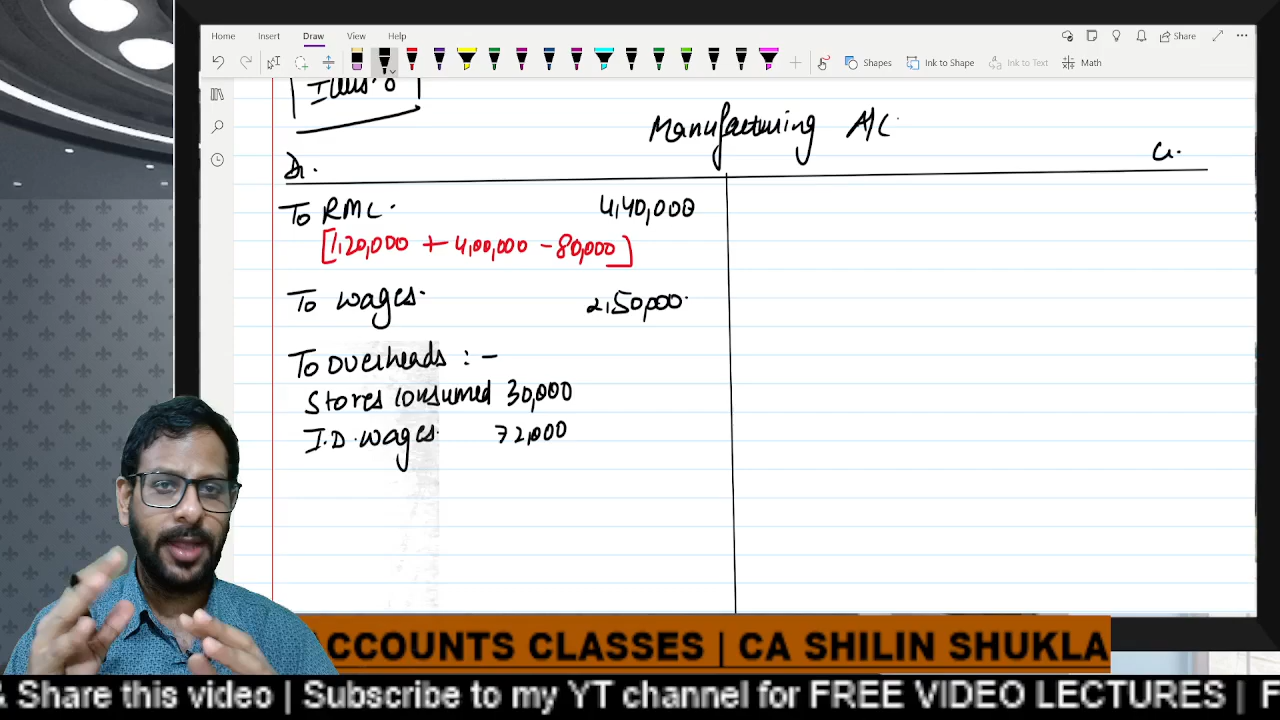 Home Insert Draw View Help
Share
Shapes Ink to Shape Ink to Text Math
Illus. 8
Manufacturing A/C
Dr. Cr.
To RMC. 4,40,000
[1,20,000 + 4,00,000 - 80,000]
To wages. 2,50,000
To overheads : -
Stores consumed 30,000
I.D. wages. 72,000
ACCOUNTS CLASSES | CA SHILIN SHUKLA
& Share this video | Subscribe to my YT channel for FREE VIDEO LECTURES | F